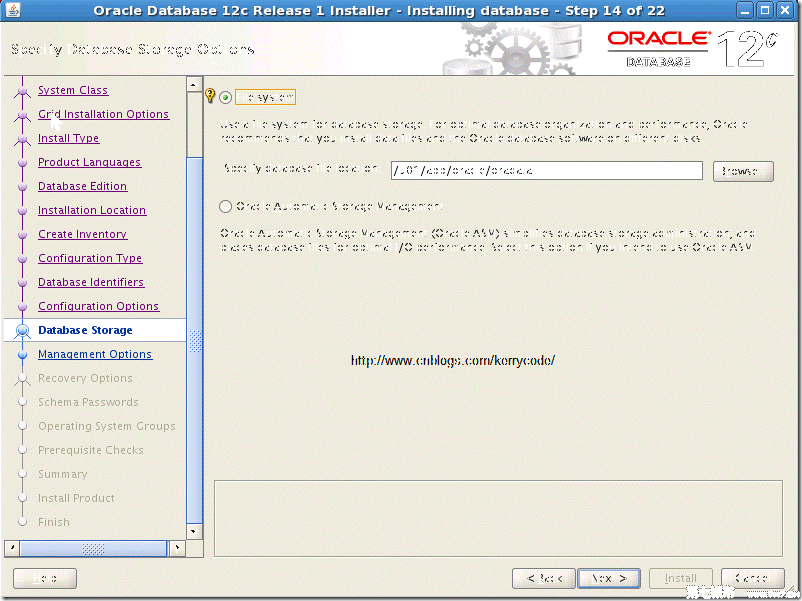 Oracle Database 12c Release 1 Installer - Installing database - Step 14 of 22
Specify Database Storage Options
ORACLE
DATABASE
12c
System Class
Grid Installation Options
Install Type
Product Languages
Database Edition
Installation Location
Create Inventory
Configuration Type
Database Identifiers
Configuration Options
Database Storage
Management Options
Recovery Options
Schema Passwords
Operating System Groups
Prerequisite Checks
Summary
Install Product
Finish
File system
Use a file system for database storage. For optimal database organization and performance, Oracle
recommends that you install data files and the Oracle database software on different disks.
Specify database file location:
/u01/app/oracle/oradata
Browse
Oracle Automatic Storage Management
Oracle Automatic Storage Management (Oracle ASM) simplifies database storage administration, and
places database files for optimal I/O performance. Select this option if you intend to use Oracle ASM
http://www.cnblogs.com/kerrycode/
Help
< Back
Next >
Install
Cancel